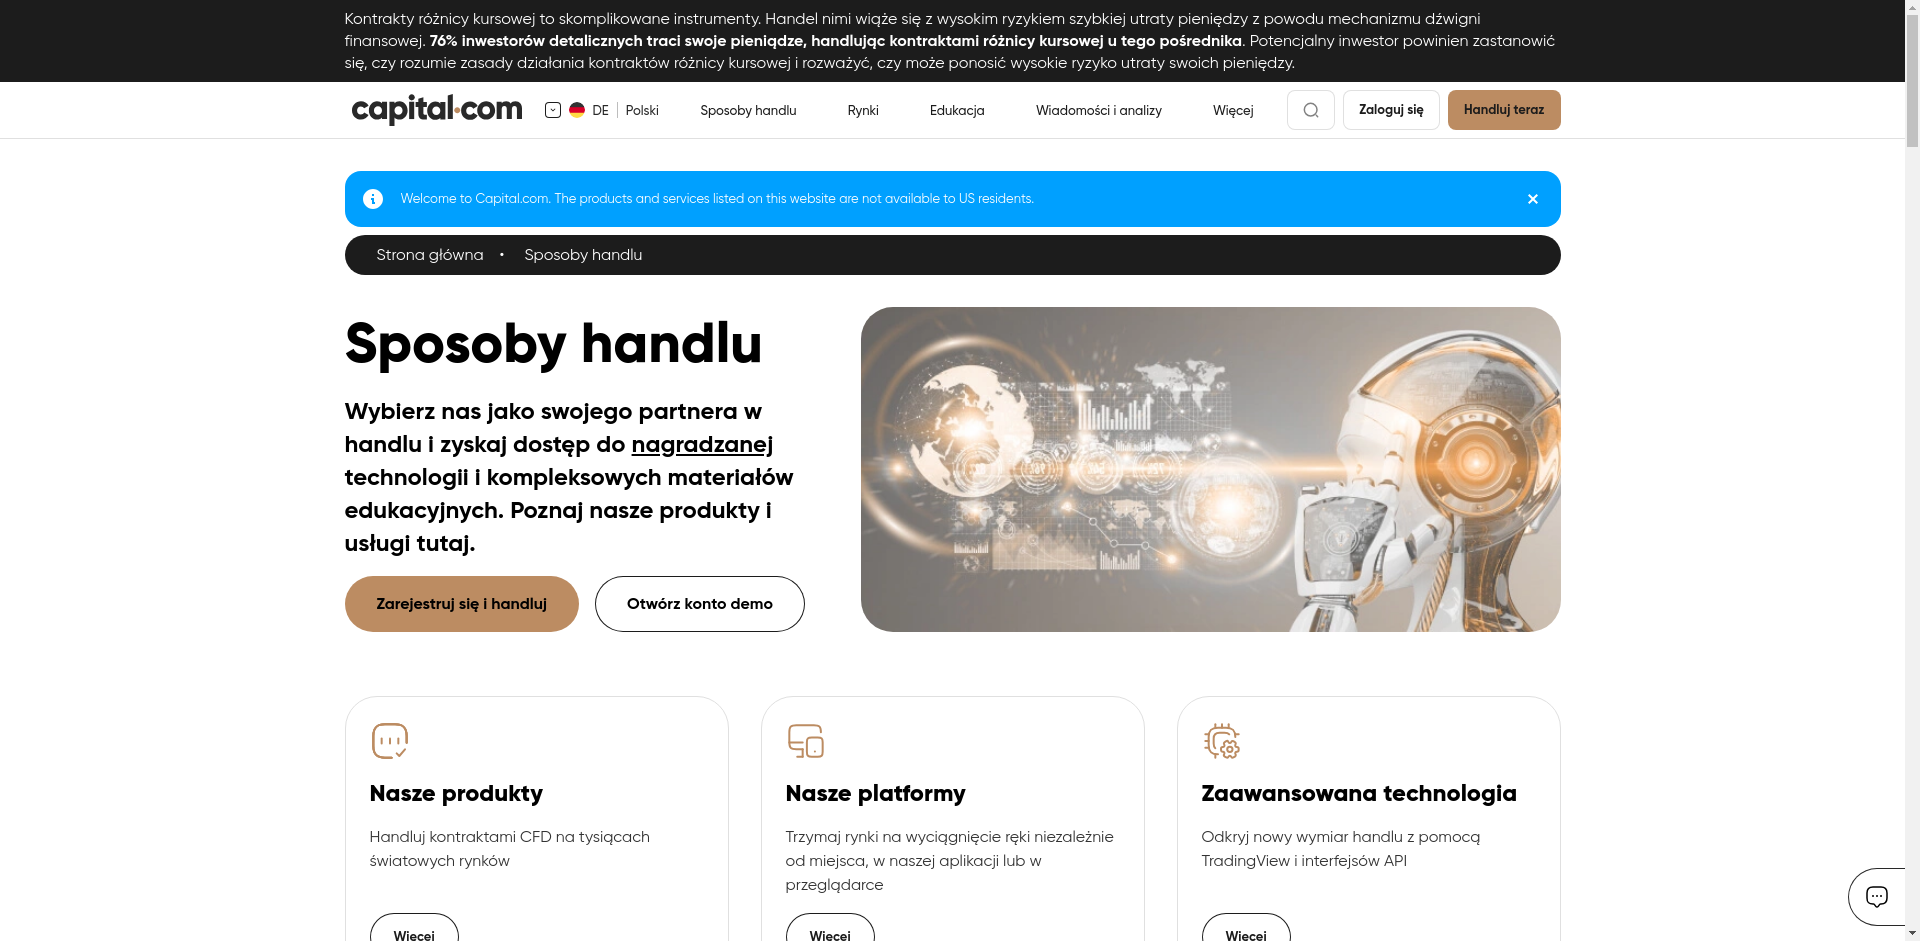 Kontrakty różnicy kursowej to skomplikowane instrumenty. Handel nimi wiąże się z wysokim ryzykiem szybkiej utraty pieniędzy z powodu mechanizmu dźwigni
finansowej. 76% inwestorów detalicznych traci swoje pieniądze, handlując kontraktami różnicy kursowej u tego pośrednika. Potencjalny inwestor powinien zastanowić
się, czy rozumie zasady działania kontraktów różnicy kursowej i rozważyć, czy może ponosić wysokie ryzyko utraty swoich pieniędzy.
capital.com DE Polski Sposoby handlu Rynki Edukacja Wiadomości i analizy Więcej Zaloguj się Handluj teraz
Welcome to Capital.com. The products and services listed on this website are not available to US residents.
Strona główna • Sposoby handlu
Sposoby handlu
Wybierz nas jako swojego partnera w
handlu i zyskaj dostęp do nagradzanej
technologii i kompleksowych materiałów
edukacyjnych. Poznaj nasze produkty i
usługi tutaj.
Zarejestruj się i handluj Otwórz konto demo
Nasze produkty
Handluj kontraktami CFD na tysiącach
światowych rynków
Więcej
Nasze platformy
Trzymaj rynki na wyciągnięcie ręki niezależnie
od miejsca, w naszej aplikacji lub w
przeglądarce
Więcej
Zaawansowana technologia
Odkryj nowy wymiar handlu z pomocą
TradingView i interfejsów API
Więcej